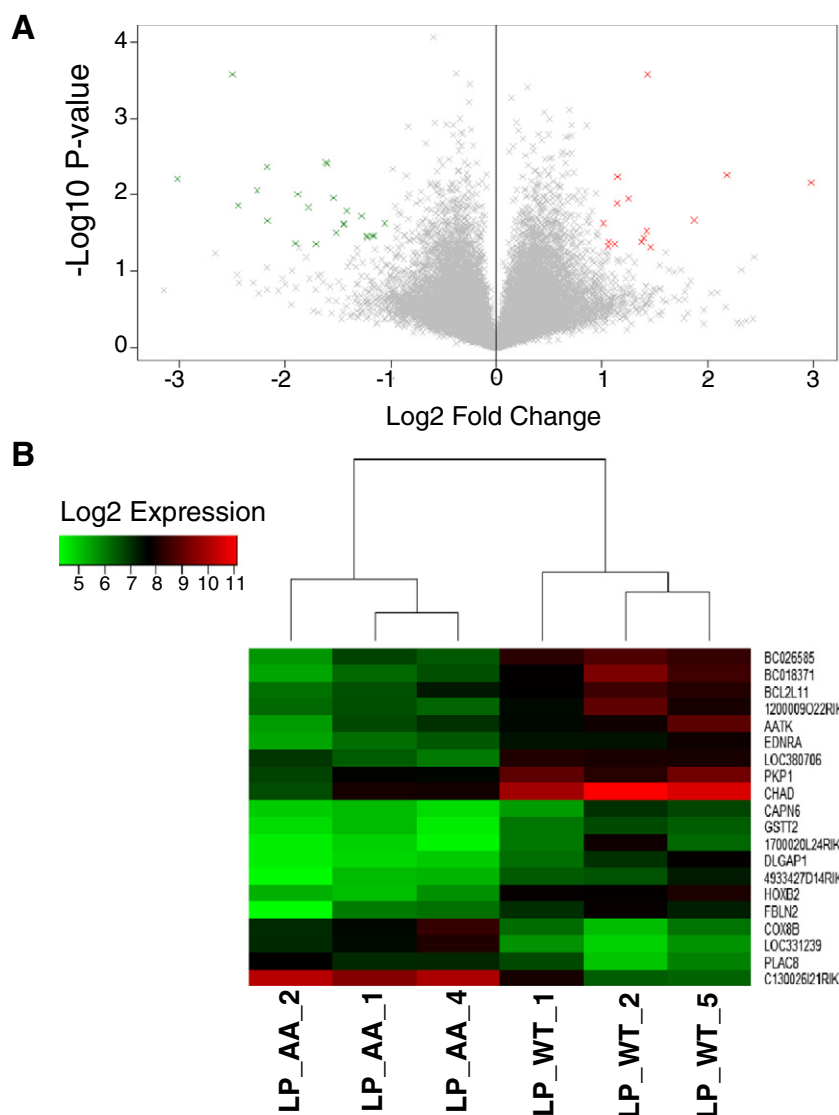 A
-Log10 P-value
4
3
2
1
0
-3 -2 -1 0 1 2 3
Log2 Fold Change
B
Log2 Expression
5 6 7 8 9 10 11
BC026585
BC018371
BCL2L11
1200009O22RIK
AATK
EDNRA
LOC380706
PKP1
CHAD
CAPN6
GSTT2
1700020L24RIK
DLGAP1
4933427D14RIK
HOXB2
FBLN2
COX8B
LOC331239
PLAC8
C130026I21RIK
LP_AA_2
LP_AA_1
LP_AA_4
LP_WT_1
LP_WT_2
LP_WT_5